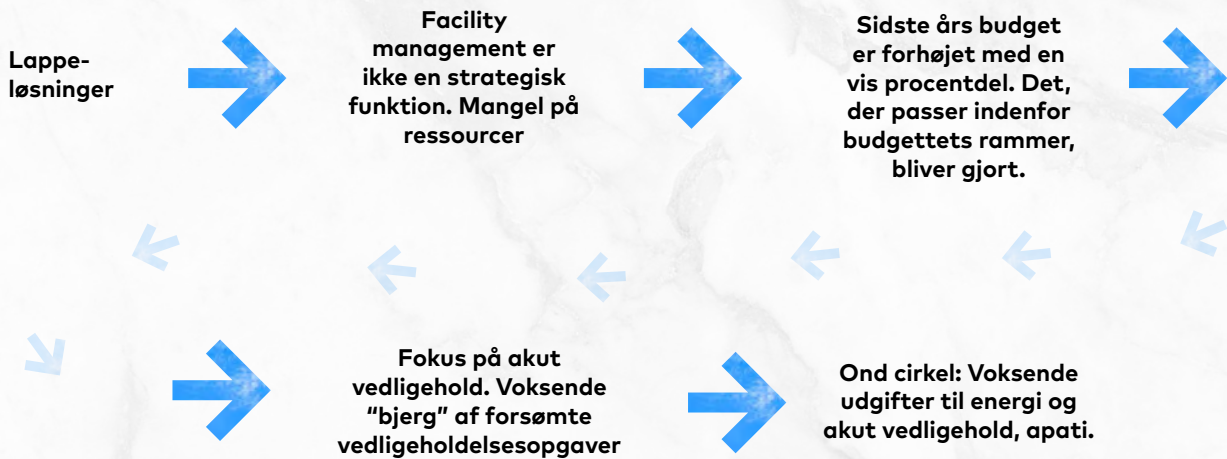 Lappe-
løsninger
Facility
management er
ikke en strategisk
funktion. Mangel på
ressourcer
Sidste års budget
er forhøjet med en
vis procentdel. Det,
der passer indenfor
budgettets rammer,
bliver gjort.
Fokus på akut
vedligehold. Voksende
“bjerg” af forsømte
vedligeholdelsesopgaver
Ond cirkel: Voksende
udgifter til energi og
akut vedligehold, apati.